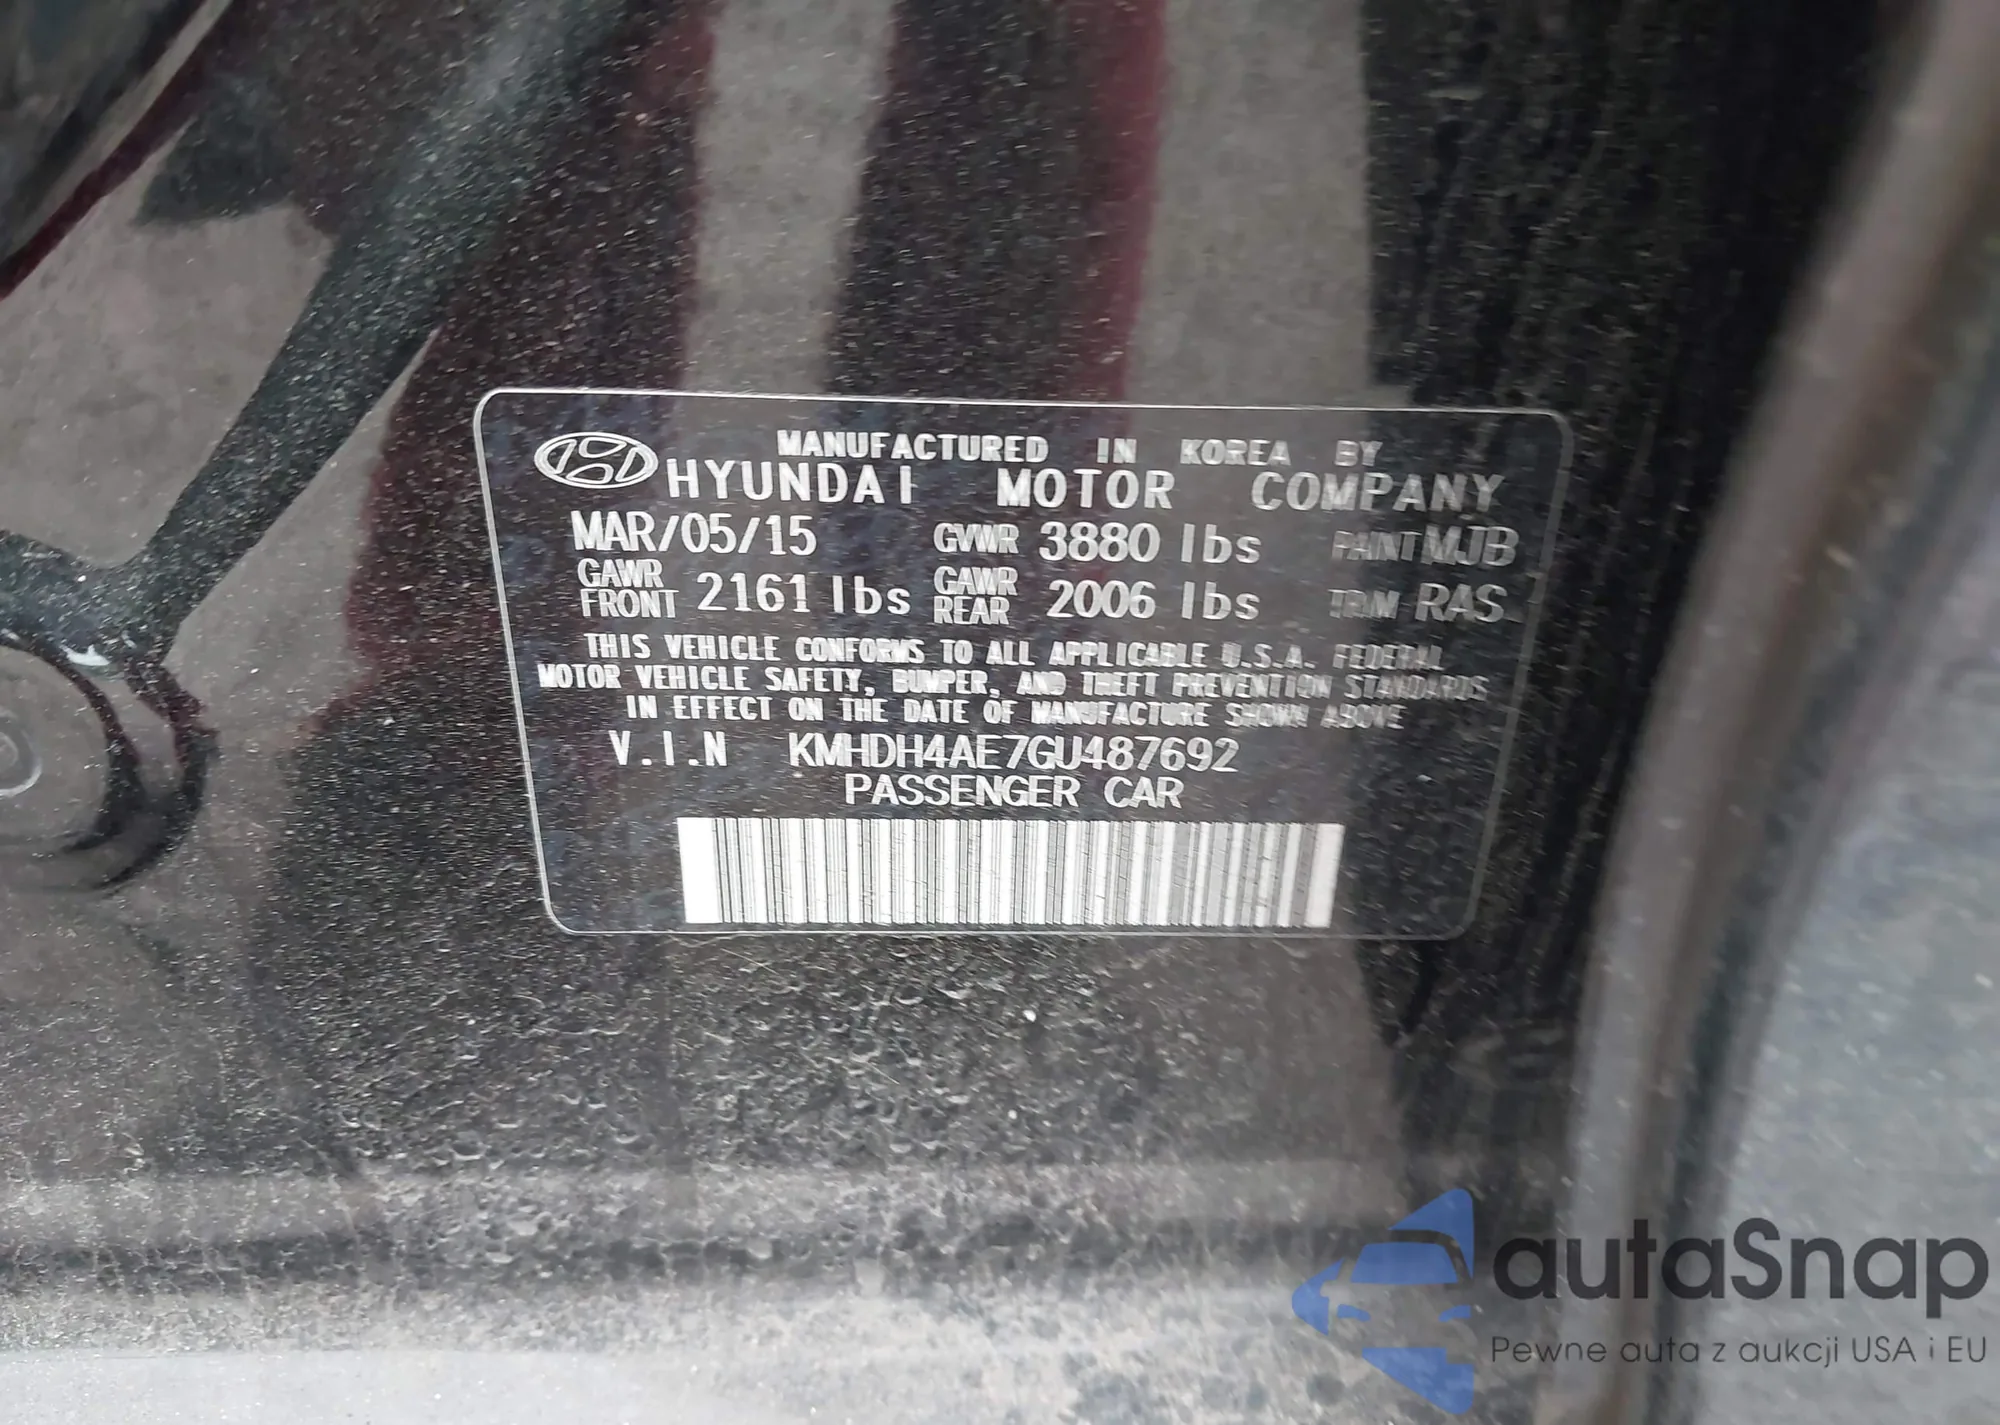 MANUFACTURED IN KOREA BY
HYUNDAI MOTOR COMPANY
MAR/05/15 GVWR 3880 lbs PAINT MJB
GAWR FRONT 2161 lbs GAWR REAR 2006 lbs TRIM RAS
THIS VEHICLE CONFORMS TO ALL APPLICABLE U.S.A. FEDERAL
MOTOR VEHICLE SAFETY, BUMPER, AND THEFT PREVENTION STANDARDS
IN EFFECT ON THE DATE OF MANUFACTURE SHOWN ABOVE
V.I.N KMHDH4AE7GU487692
PASSENGER CAR
autaSnap
Pewne auta z aukcji USA i EU